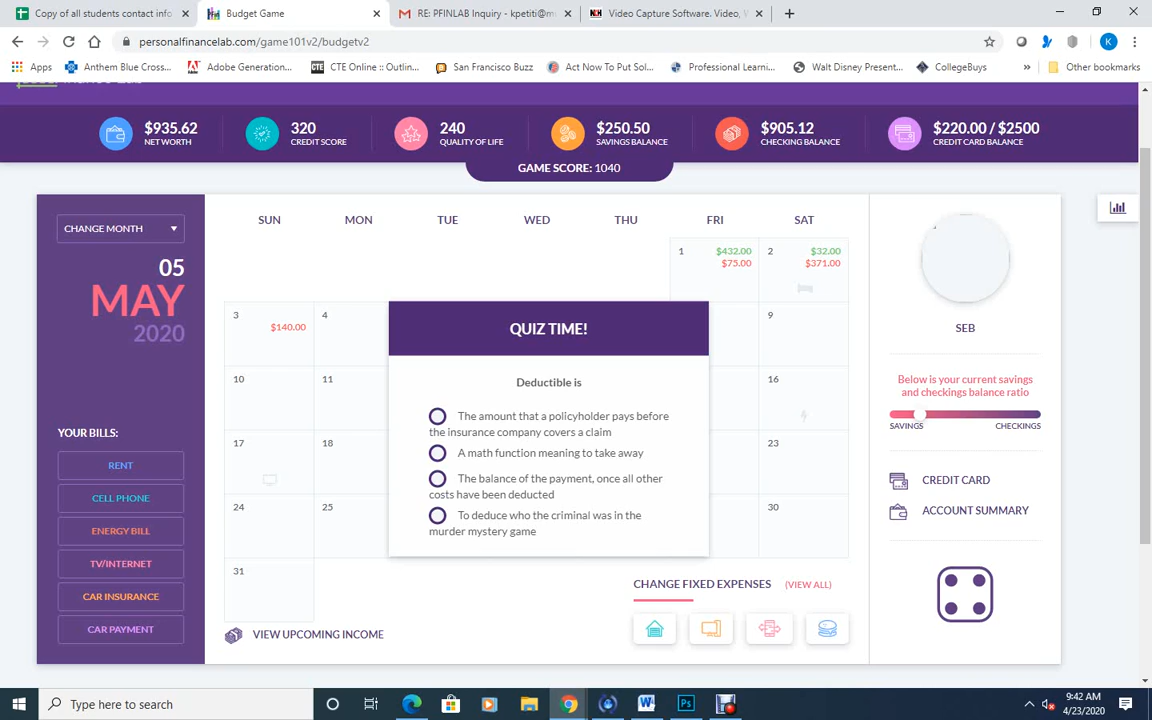 Copy of all students contact info
Budget Game
RE: PFINLAB Inquiry - kpetiti@m
Video Capture Software. Video, W
personalfinancelab.com/game101v2/budgetv2
K
Apps
Anthem Blue Cross...
Adobe Generation...
CTE Online :: Outlin...
San Francisco Buzz
Act Now To Put Sol...
Professional Learni...
Walt Disney Present...
CollegeBuys
Other bookmarks
$935.62
NET WORTH
320
CREDIT SCORE
240
QUALITY OF LIFE
$250.50
SAVINGS BALANCE
$905.12
CHECKING BALANCE
$220.00 / $2500
CREDIT CARD BALANCE
GAME SCORE: 1040
CHANGE MONTH
05
MAY
2020
YOUR BILLS:
RENT
CELL PHONE
ENERGY BILL
TV/INTERNET
CAR INSURANCE
CAR PAYMENT
SUN MON TUE WED THU FRI SAT
1 $432.00 2 $32.00
$75.00 $371.00
3 4 9
$140.00
10 11 16
17 18 23
24 25 30
31
QUIZ TIME!
Deductible is
The amount that a policyholder pays before
the insurance company covers a claim
A math function meaning to take away
The balance of the payment, once all other
costs have been deducted
To deduce who the criminal was in the
murder mystery game
CHANGE FIXED EXPENSES (VIEW ALL)
VIEW UPCOMING INCOME
SEB
Below is your current savings
and checkings balance ratio
SAVINGS CHECKINGS
CREDIT CARD
ACCOUNT SUMMARY
Type here to search
9:42 AM
4/23/2020